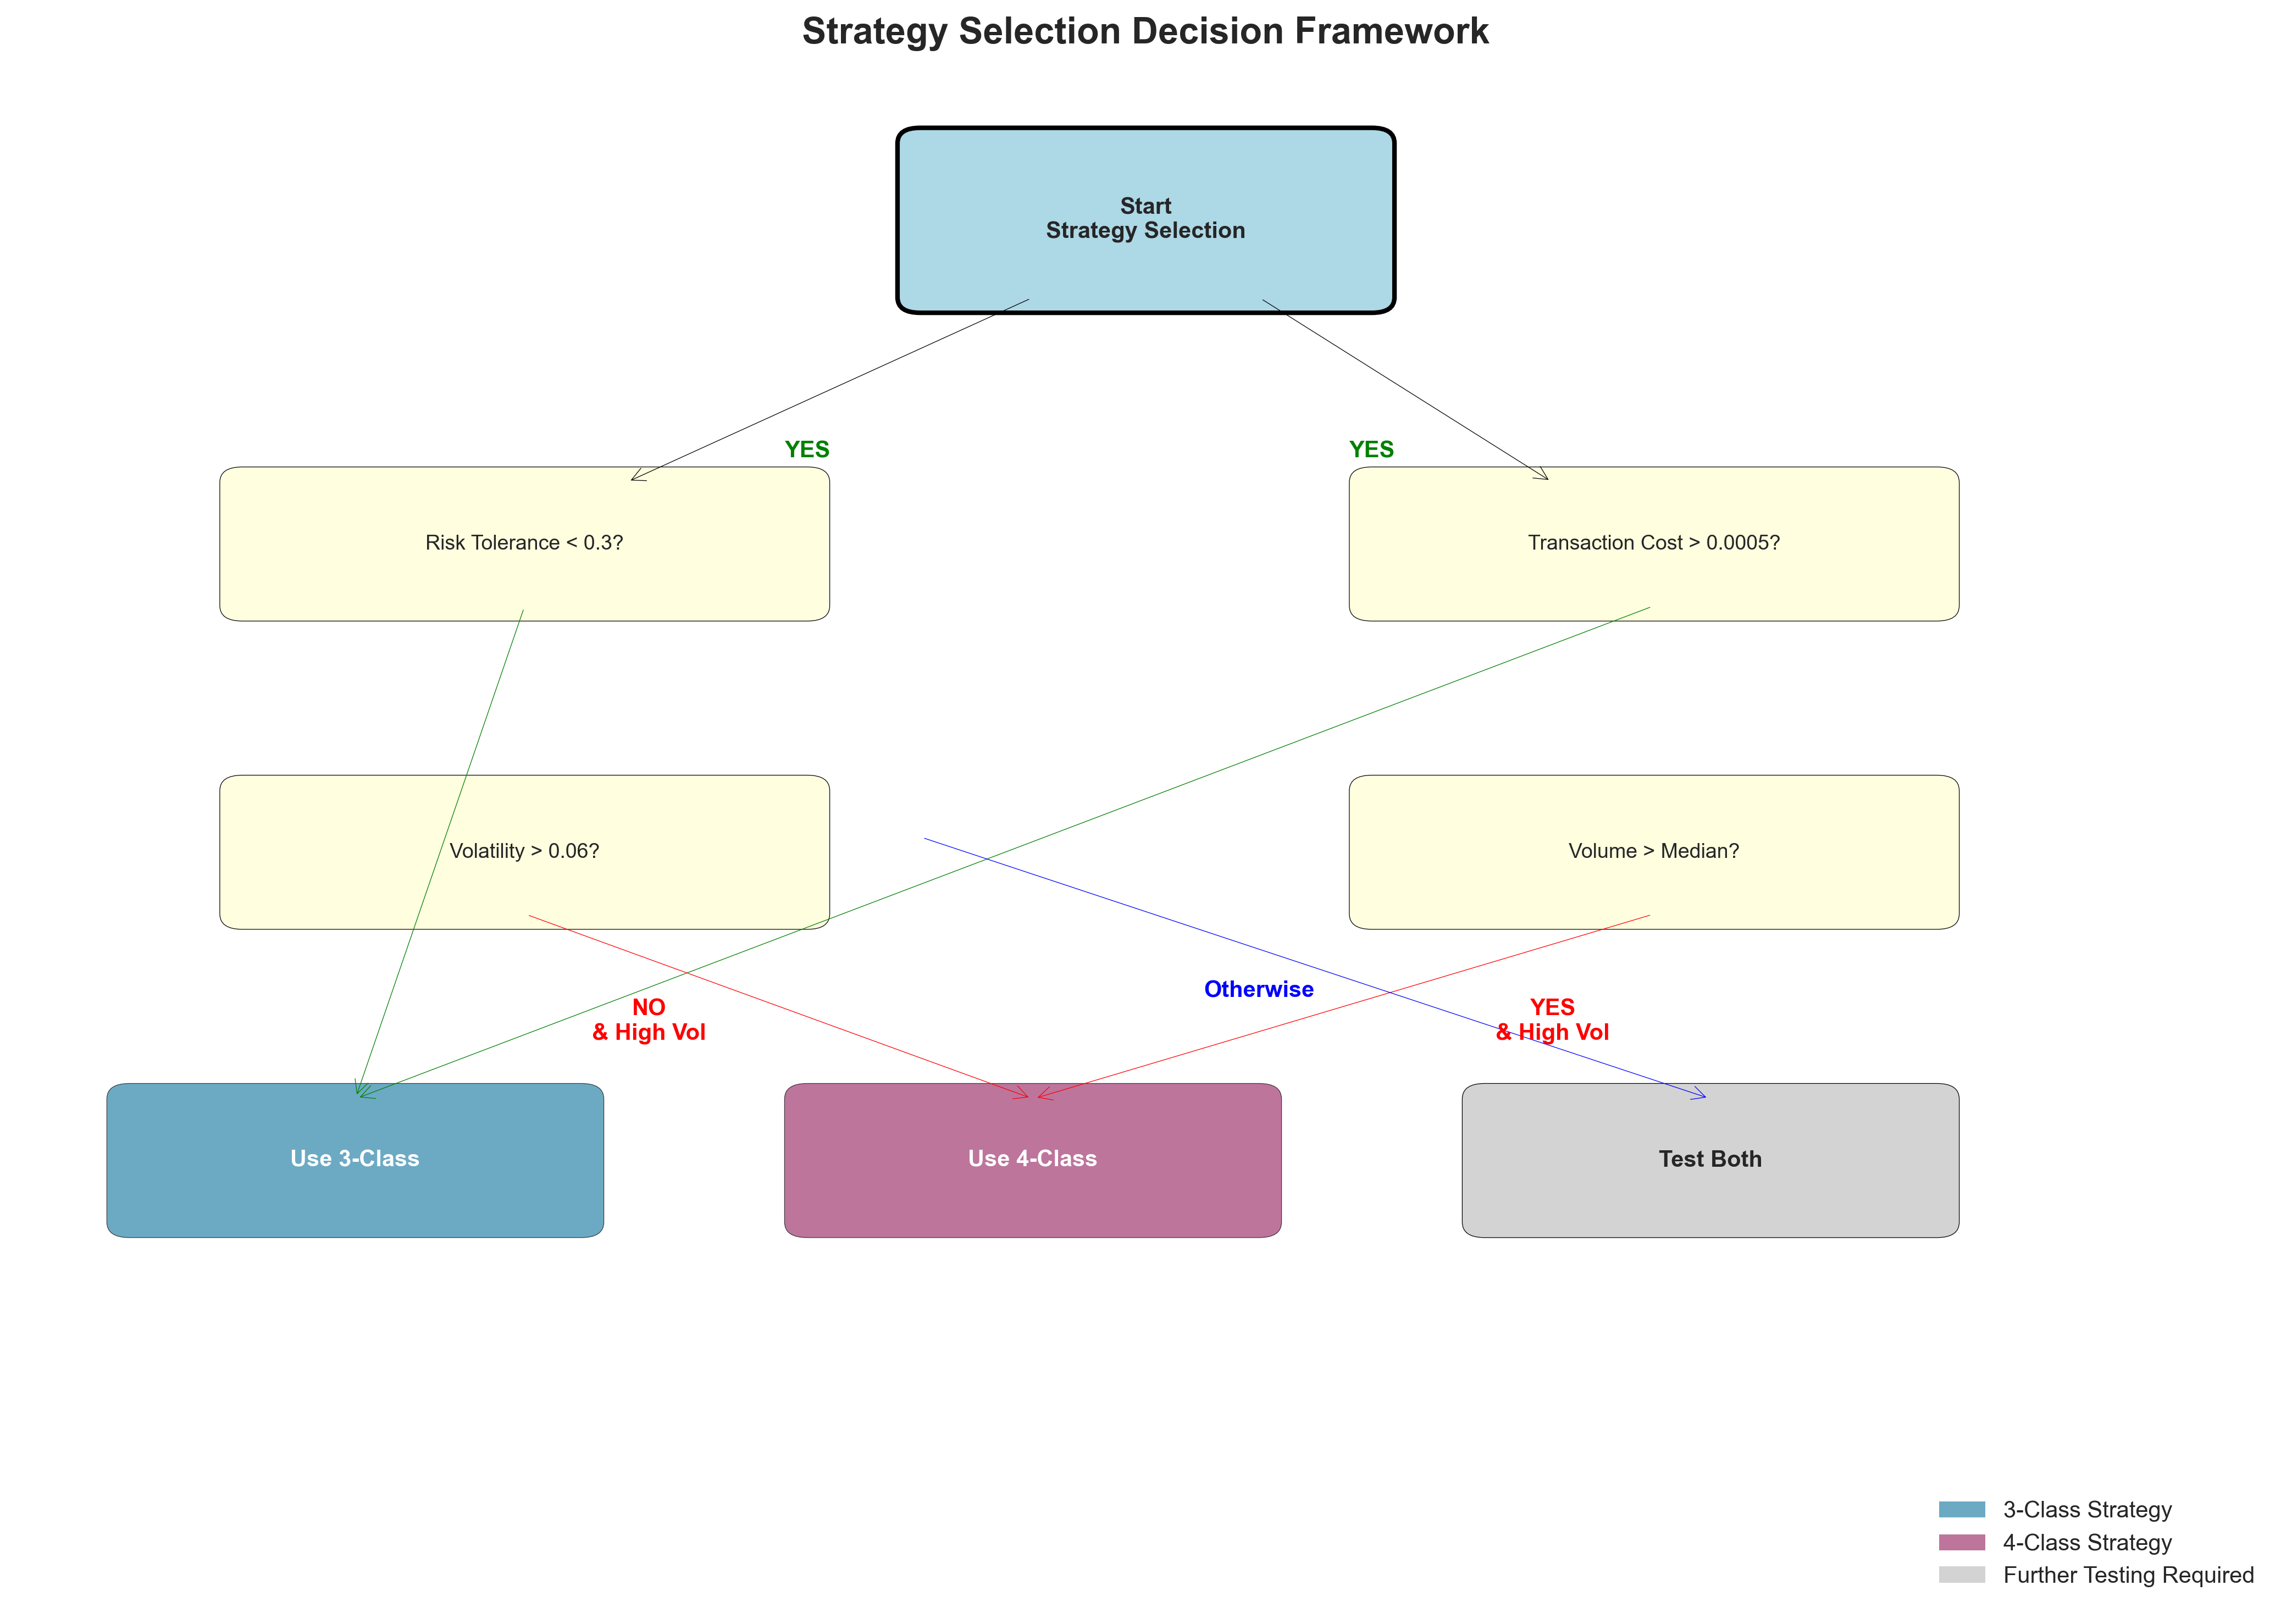 Strategy Selection Decision Framework
Start
Strategy Selection
YES
YES
Risk Tolerance < 0.3?
Transaction Cost > 0.0005?
Volatility > 0.06?
Volume > Median?
Otherwise
NO
& High Vol
YES
& High Vol
Use 3-Class
Use 4-Class
Test Both
3-Class Strategy
4-Class Strategy
Further Testing Required